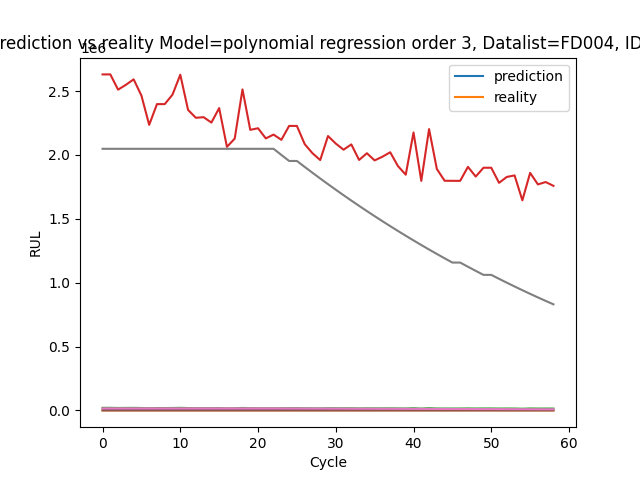 rediction vs reality Model=polynomial regression order 3, Datalist=FD004, ID
1e6
prediction
reality
2.5
2.0
1.5
1.0
0.5
0.0
RUL
0 10 20 30 40 50 60
Cycle